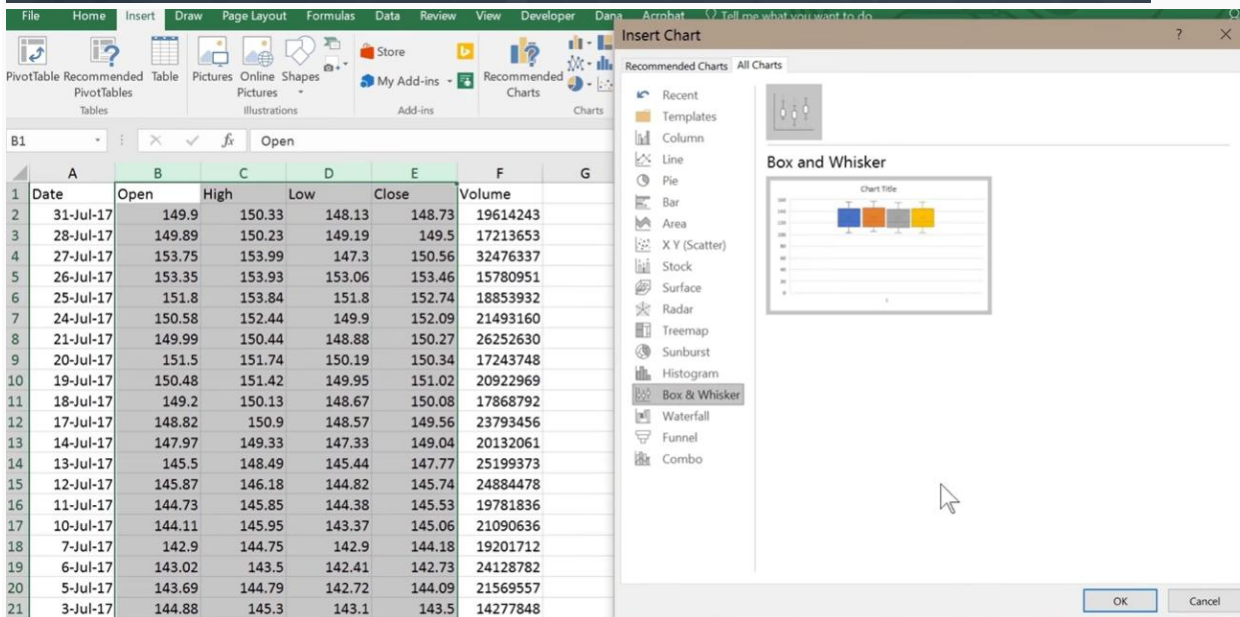 File Home Insert Draw Page Layout Formulas Data Review View Developer Dana Acrobat Tell me what you want to do
PivotTable Recommended PivotTables Table
Tables
Pictures Online Pictures Shapes
Illustrations
Store
My Add-ins
Add-ins
Recommended Charts
Charts
B1 fx Open
A B C D E F G
1 Date Open High Low Close Volume
2 31-Jul-17 149.9 150.33 148.13 148.73 19614243
3 28-Jul-17 149.89 150.23 149.19 149.5 17213653
4 27-Jul-17 153.75 153.99 147.3 150.56 32476337
5 26-Jul-17 153.35 153.93 153.06 153.46 15780951
6 25-Jul-17 151.8 153.84 151.8 152.74 18853932
7 24-Jul-17 150.58 152.44 149.9 152.09 21493160
8 21-Jul-17 149.99 150.44 148.88 150.27 26252630
9 20-Jul-17 151.5 151.74 150.19 150.34 17243748
10 19-Jul-17 150.48 151.42 149.95 151.02 20922969
11 18-Jul-17 149.2 150.13 148.67 150.08 17868792
12 17-Jul-17 148.82 150.9 148.57 149.56 23793456
13 14-Jul-17 147.97 149.33 147.33 149.04 20132061
14 13-Jul-17 145.5 148.49 145.44 147.77 25199373
15 12-Jul-17 145.87 146.18 144.82 145.74 24884478
16 11-Jul-17 144.73 145.85 144.38 145.53 19781836
17 10-Jul-17 144.11 145.95 143.37 145.06 21090636
18 7-Jul-17 142.9 144.75 142.9 144.18 19201712
19 6-Jul-17 143.02 143.5 142.41 142.73 24128782
20 5-Jul-17 143.69 144.79 142.72 144.09 21569557
21 3-Jul-17 144.88 145.3 143.1 143.5 14277848
Insert Chart
Recommended Charts All Charts
Recent
Templates
Column
Line
Pie
Bar
Area
X Y (Scatter)
Stock
Surface
Radar
Treemap
Sunburst
Histogram
Box & Whisker
Waterfall
Funnel
Combo
Box and Whisker
Chart Title
OK Cancel